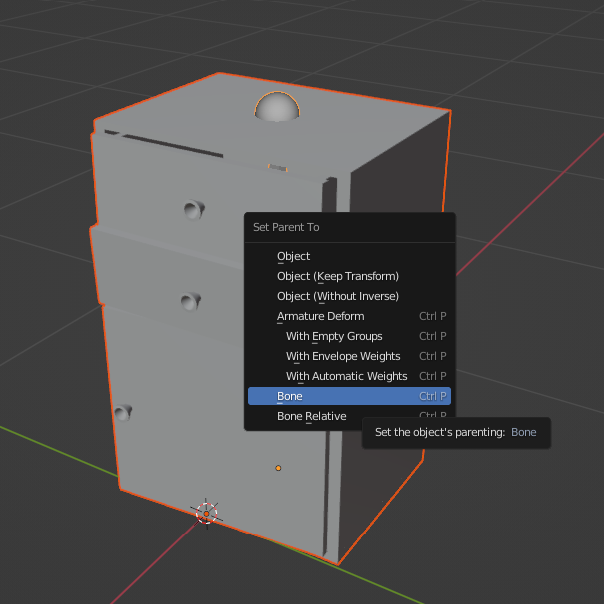 Set Parent To
Object
Object (Keep Transform)
Object (Without Inverse)
Armature Deform Ctrl P
With Empty Groups Ctrl P
With Envelope Weights Ctrl P
With Automatic Weights Ctrl P
Bone Ctrl P
Bone Relative Ctrl P
Set the object's parenting: Bone